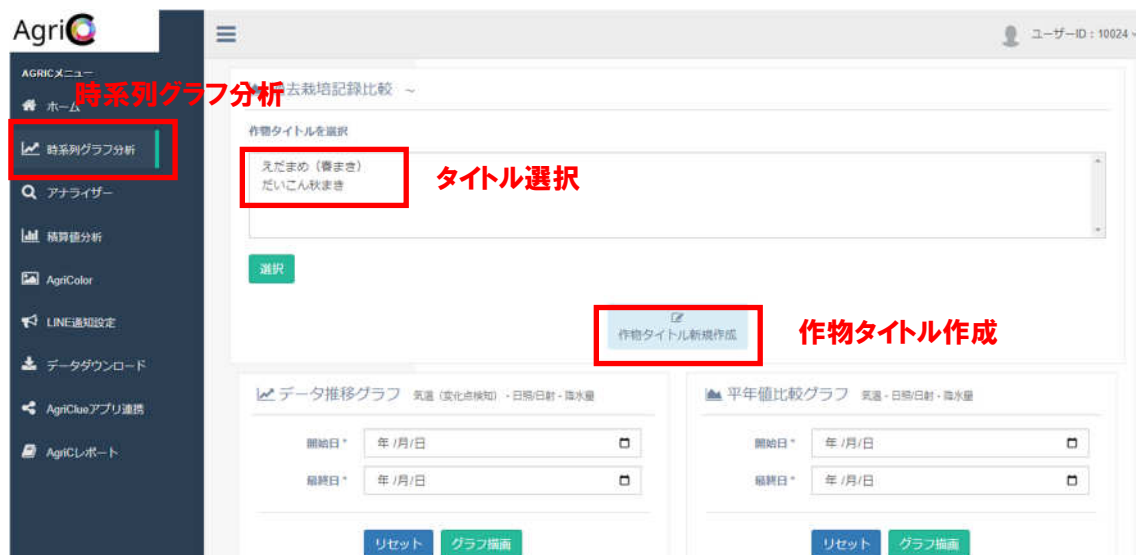 AgriC
ユーザーID : 10024
AGRICメニュー
ホーム
時系列グラフ分析
時系列グラフ分析
アナライザー
積算値分析
AgriColor
LINE通知設定
データダウンロード
AgriClueアプリ連携
AgriCレポート
去栽培記録比較 ~
作物タイトルを選択
えだまめ（春まき）
だいこん秋まき
タイトル選択
選択
作物タイトル新規作成
作物タイトル作成
データ推移グラフ 気温（変化点検知）・日照/日射・降水量
開始日 * 年 /月/日
最終日 * 年 /月/日
リセット グラフ描画
平年値比較グラフ 気温・日照/日射・降水量
開始日 * 年 /月/日
最終日 * 年 /月/日
リセット グラフ描画